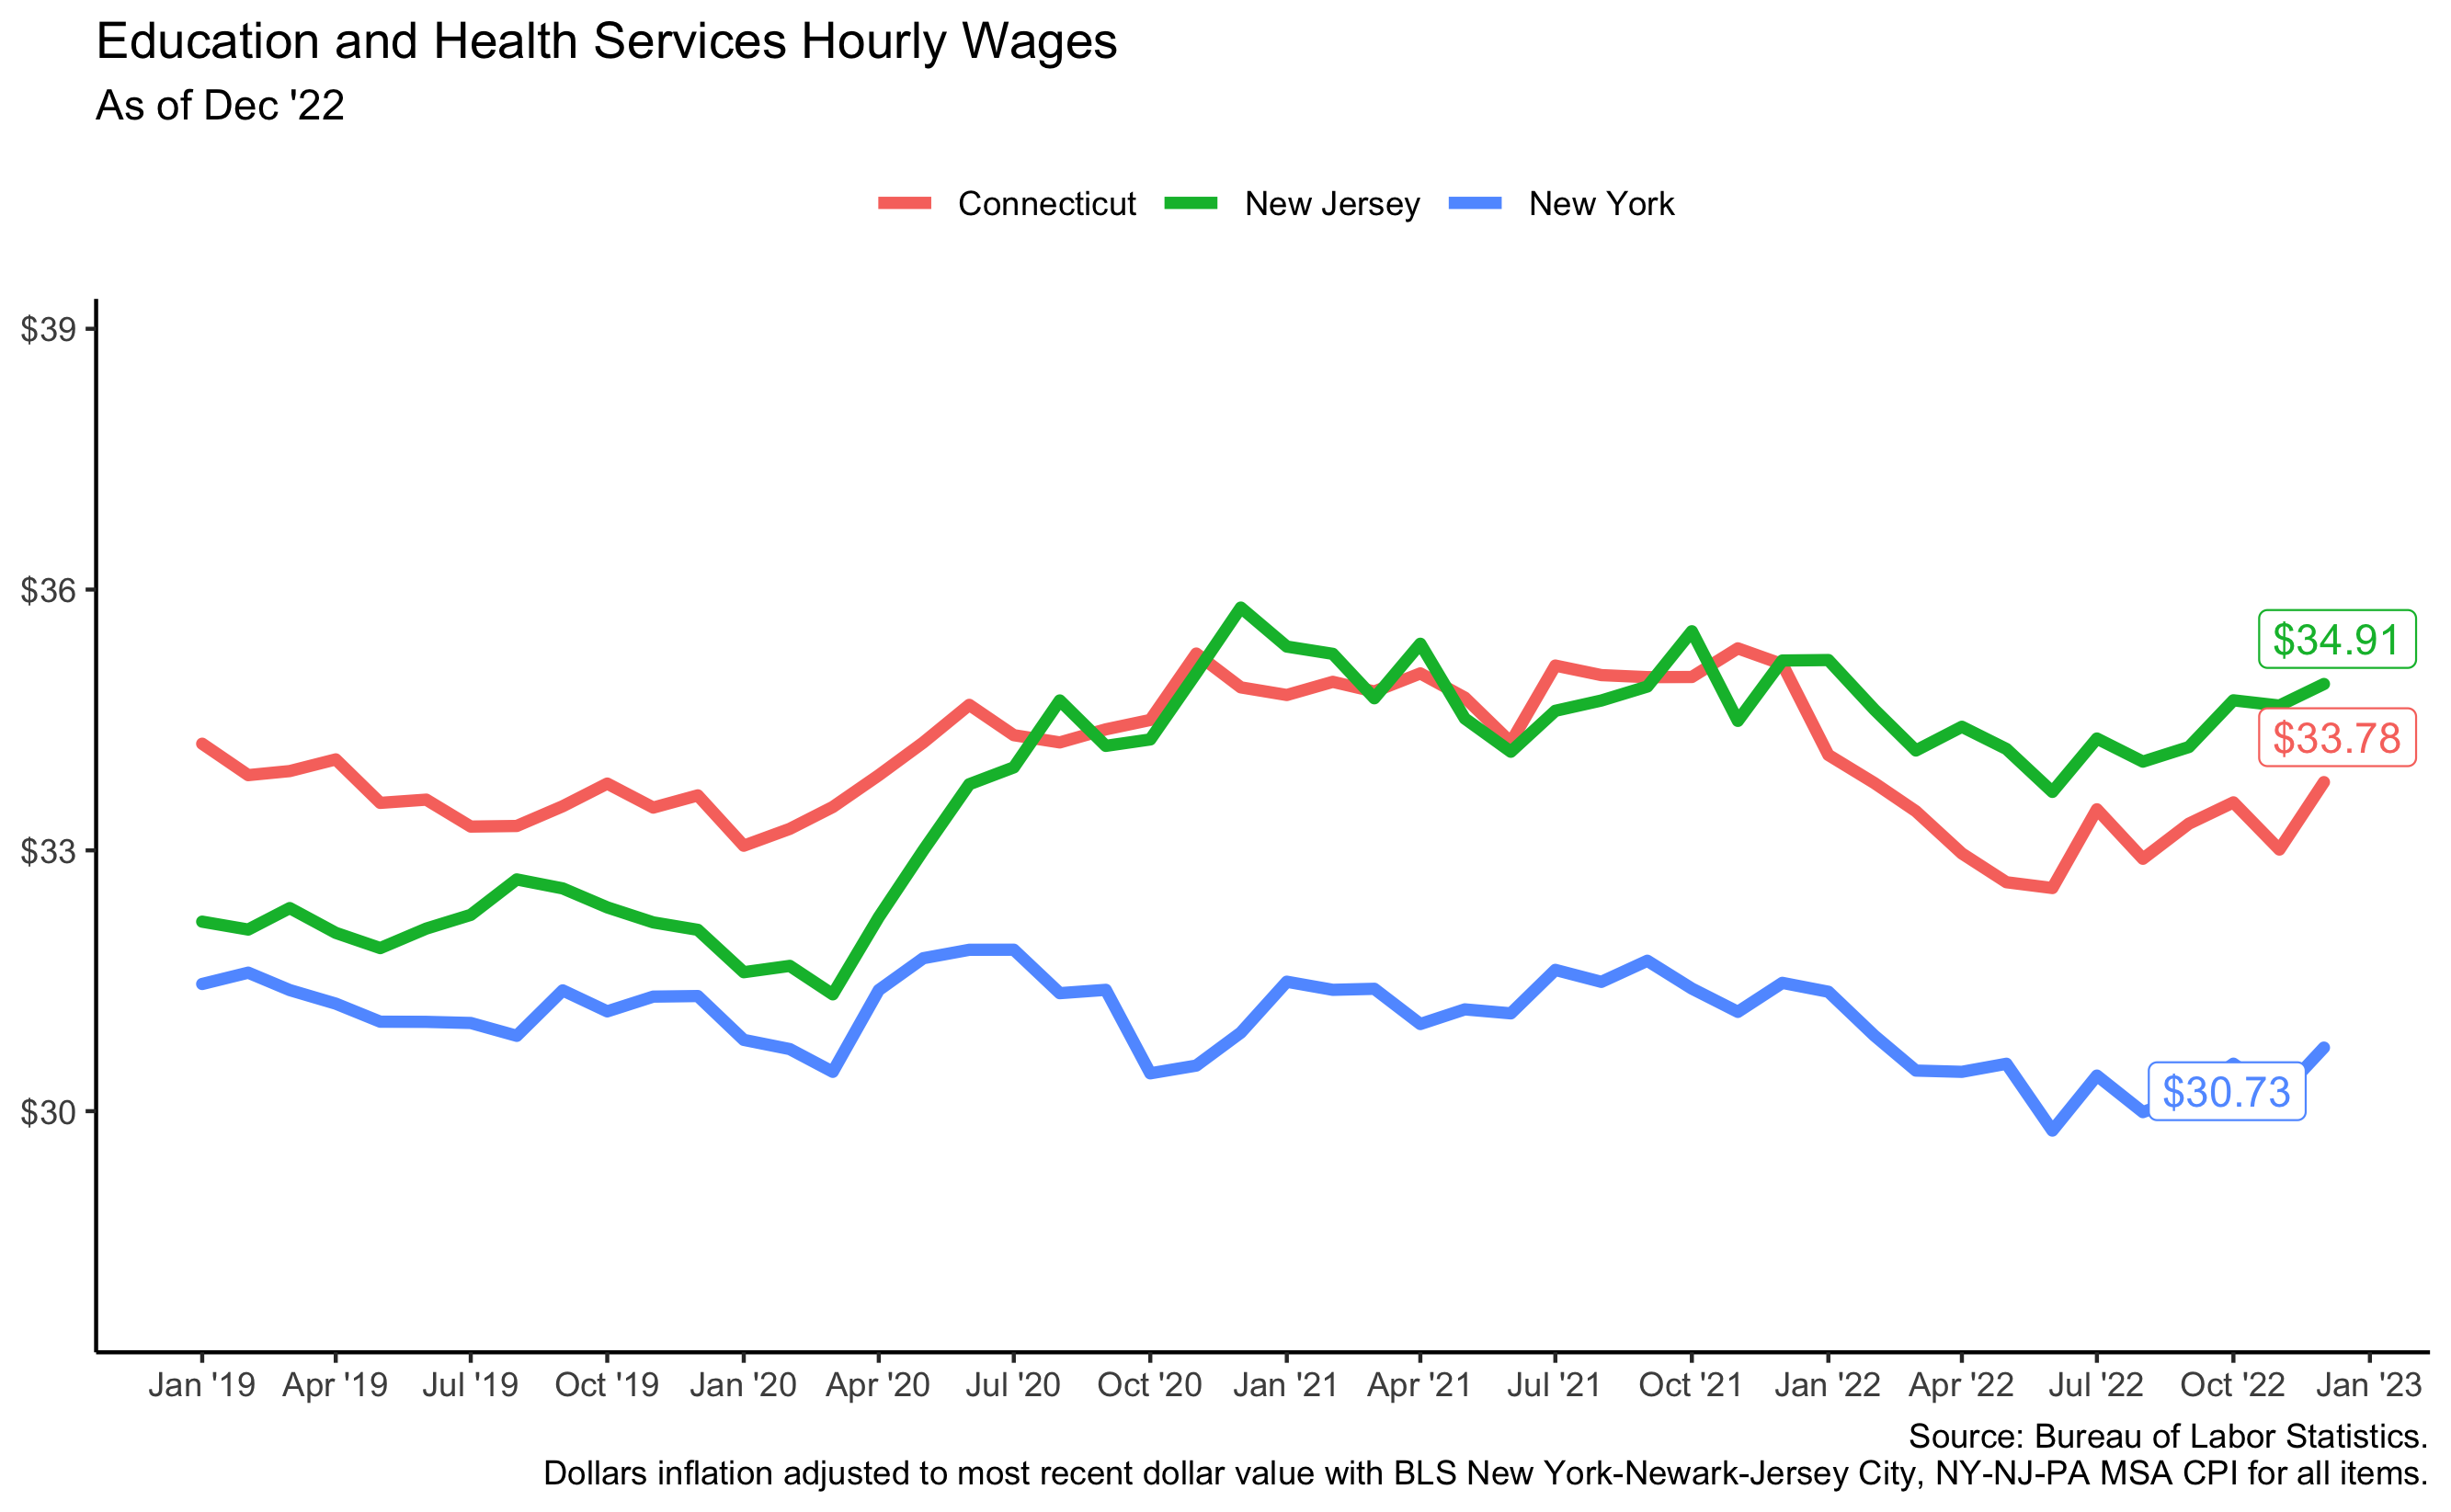 Education and Health Services Hourly Wages
As of Dec '22
Connecticut New Jersey New York
$39
$36
$33
$30
$34.91
$33.78
$30.73
Jan '19 Apr '19 Jul '19 Oct '19 Jan '20 Apr '20 Jul '20 Oct '20 Jan '21 Apr '21 Jul '21 Oct '21 Jan '22 Apr '22 Jul '22 Oct '22 Jan '23
Source: Bureau of Labor Statistics.
Dollars inflation adjusted to most recent dollar value with BLS New York-Newark-Jersey City, NY-NJ-PA MSA CPI for all items.